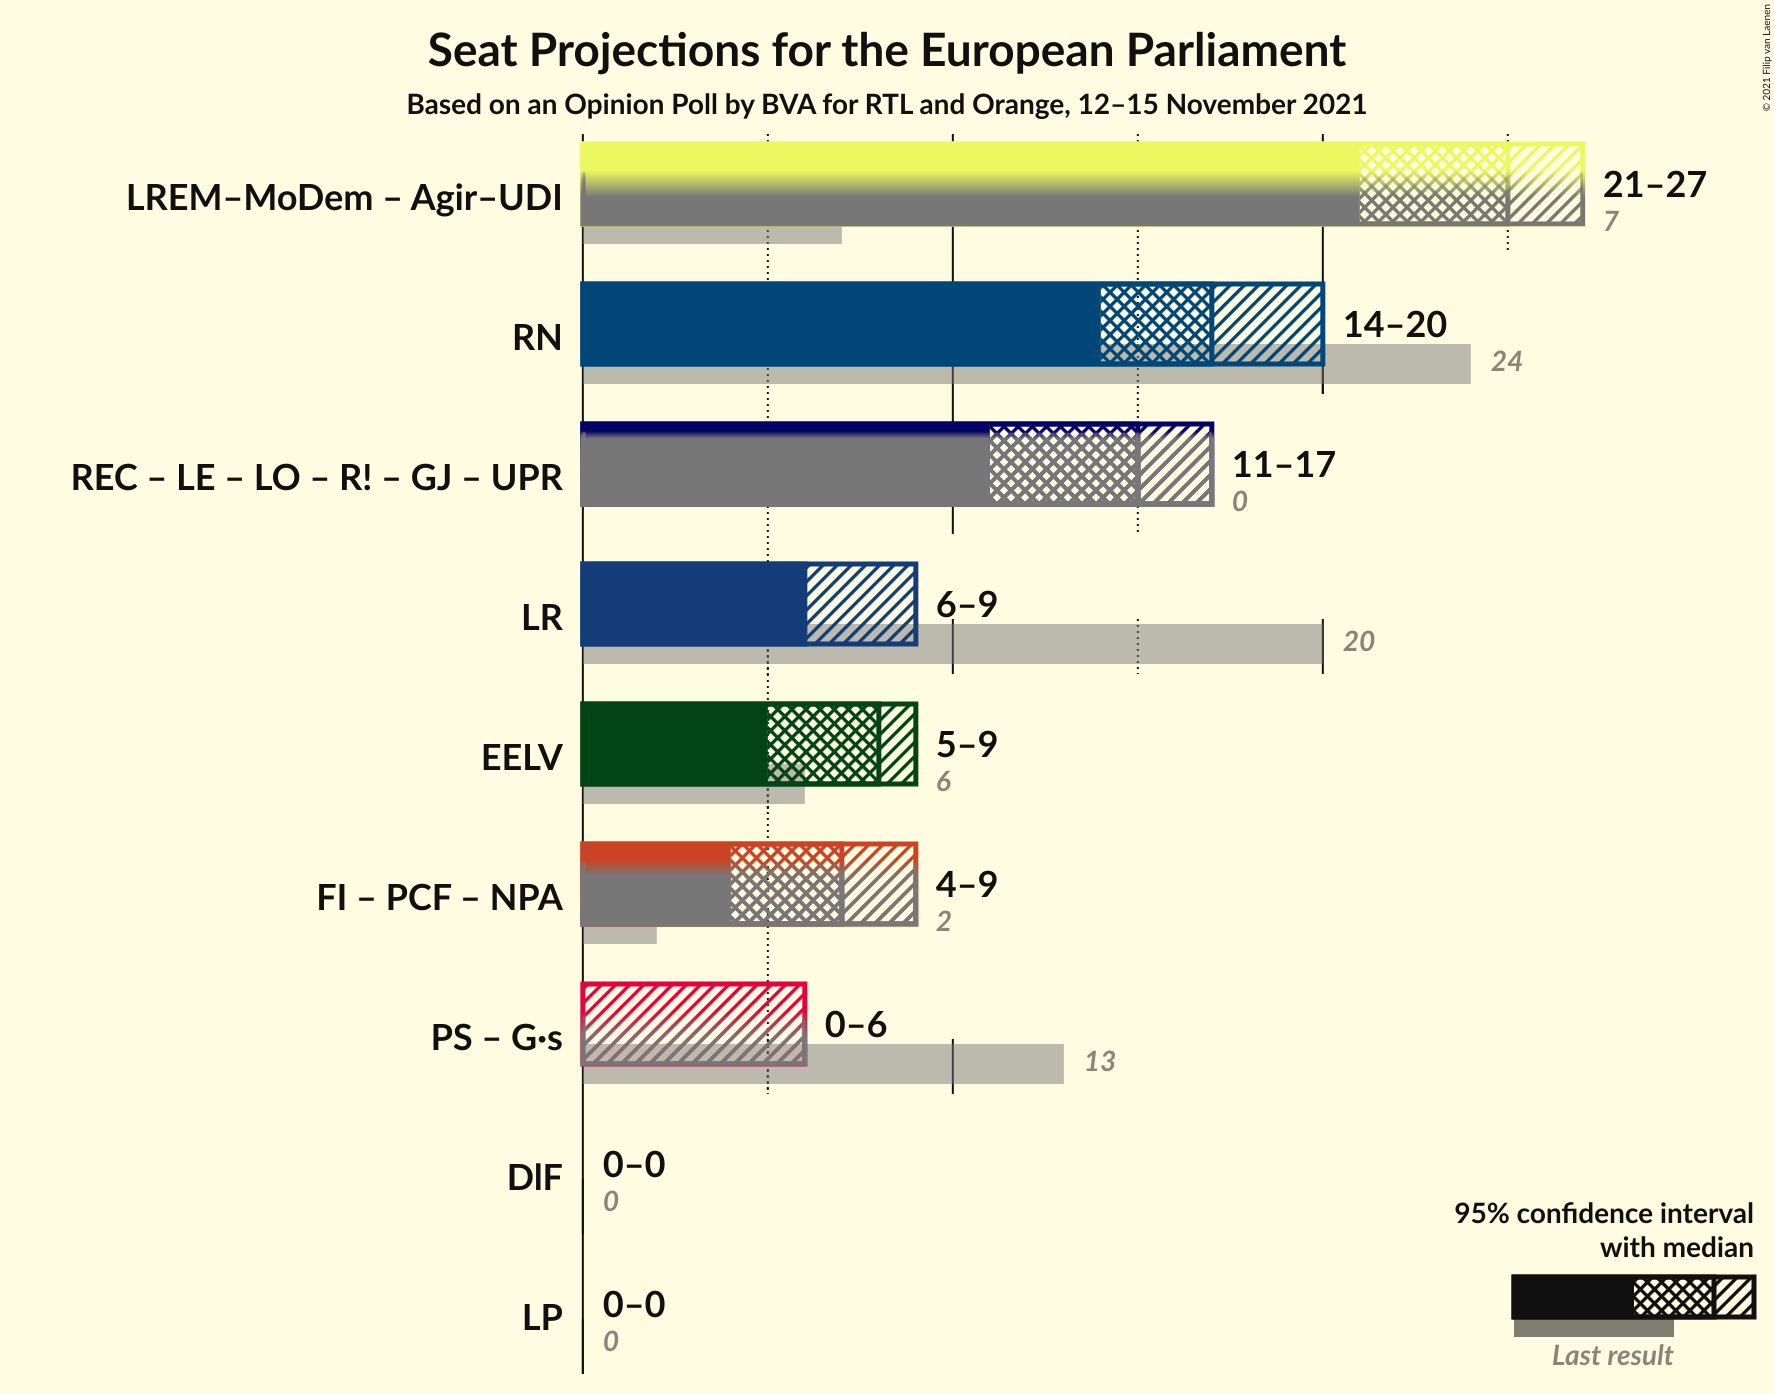 Seat Projections for the European Parliament
Based on an Opinion Poll by BVA for RTL and Orange, 12–15 November 2021
© 2021 Filip van Laenen
LREM–MoDem – Agir–UDI
21–27
7
RN
14–20
24
REC – LE – LO – R! – GJ – UPR
11–17
0
LR
6–9
20
EELV
5–9
6
FI – PCF – NPA
4–9
2
PS – G·s
0–6
13
DIF
0–0
0
LP
0–0
0
95% confidence interval
with median
Last result